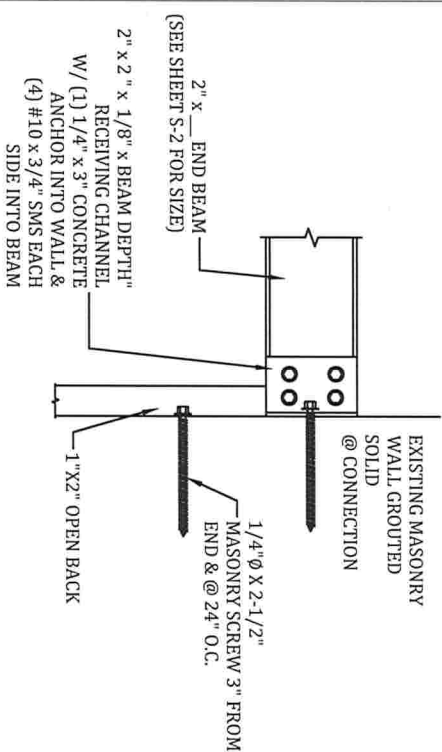 2" x __ END BEAM
(SEE SHEET S-2 FOR SIZE)
2" x 2" x 1/8" x BEAM DEPTH"
RECEIVING CHANNEL
W/ (1) 1/4" x 3" CONCRETE
ANCHOR INTO WALL &
(4) #10 x 3/4" SMS EACH
SIDE INTO BEAM
EXISTING MASONRY
WALL GROUTED
SOLID
@ CONNECTION
1/4"Ø X 2-1/2"
MASONRY SCREW 3" FROM
END & @ 24" O.C.
1"X2" OPEN BACK